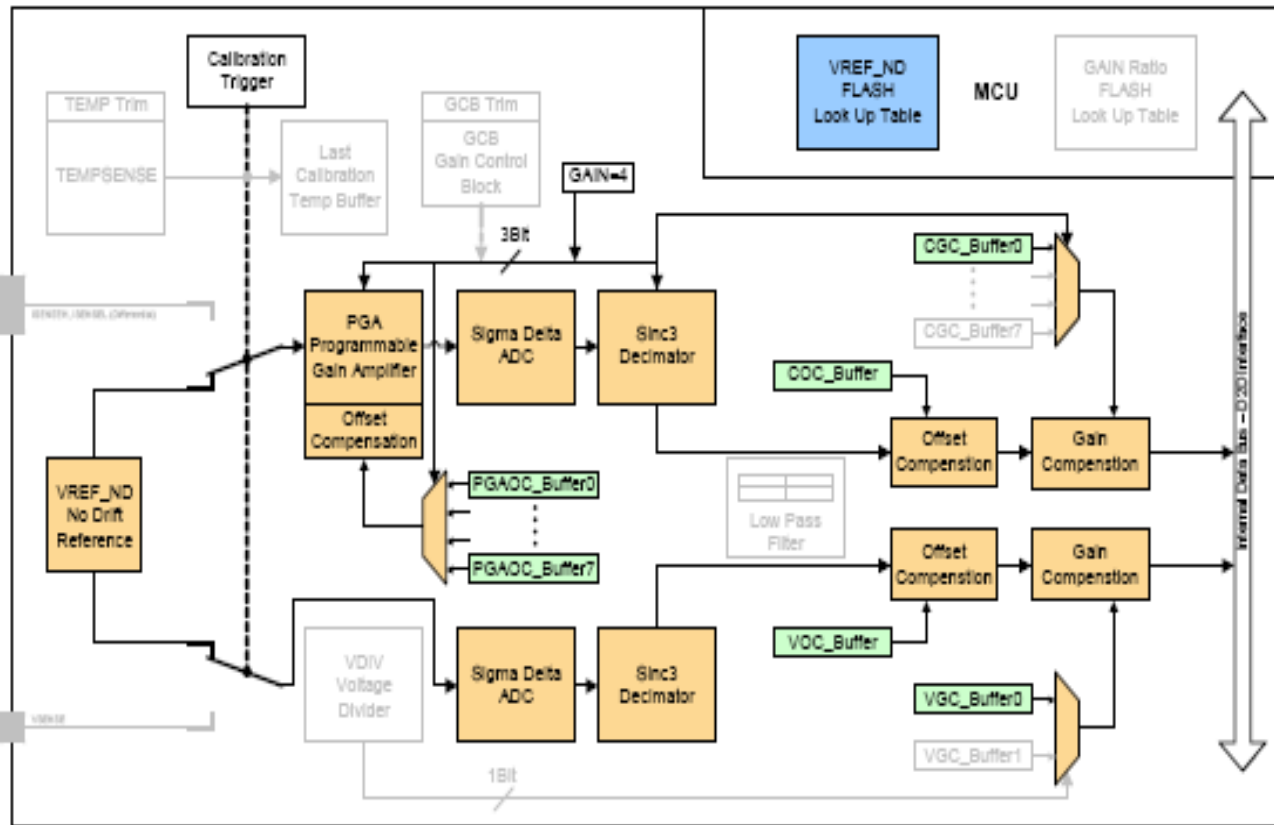 Calibration
Trigger
VREF_ND
FLASH
Look Up Table
MCU
GAIN Ratio
FLASH
Look Up Table
TEMP Trim
TEMPSENSE
Last
Calibration
Temp Buffer
GCB Trim
GCB
Gain Control
Block
GAIN=4
3Bit
CGC_Buffer0
CGC_Buffer7
ISENSEH, ISENSEL (Differential)
PGA
Programmable
Gain Amplifier
Offset
Compensation
Sigma Delta
ADC
Sinc3
Decimator
COC_Buffer
Offset
Compenstion
Gain
Compenstion
VREF_ND
No Drift
Reference
PGAOC_Buffer0
PGAOC_Buffer7
Low Pass
Filter
Offset
Compenstion
Gain
Compenstion
VDIV
Voltage
Divider
Sigma Delta
ADC
Sinc3
Decimator
VOC_Buffer
VGC_Buffer0
VGC_Buffer1
VSENSE
1Bit
Internal Data Bus - D2D Interface